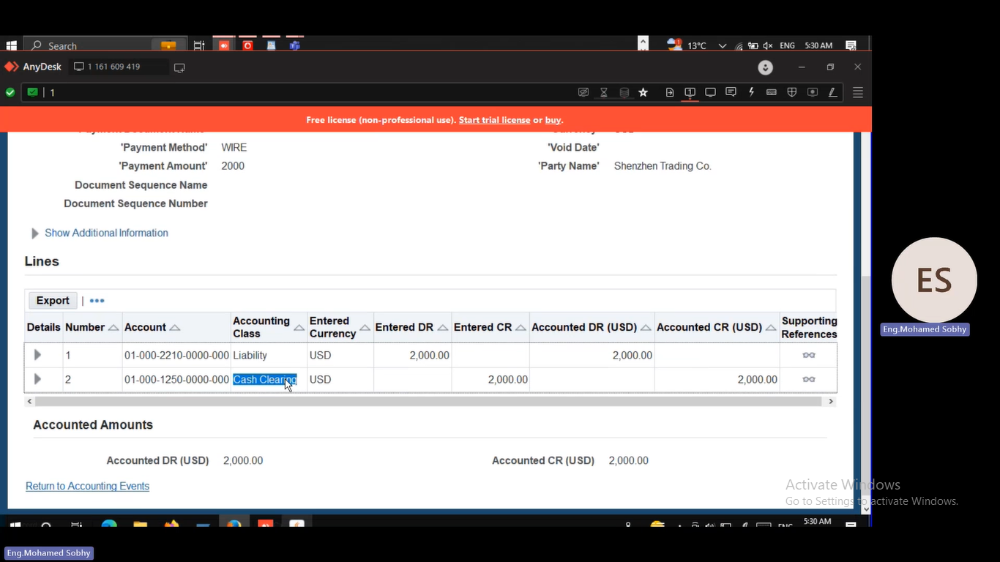 Search
13°C ENG 5:30 AM
AnyDesk 1 161 609 419
1
Free license (non-professional use). Start trial license or buy.
'Payment Method' WIRE 'Void Date'
'Payment Amount' 2000 'Party Name' Shenzhen Trading Co.
Document Sequence Name
Document Sequence Number
Show Additional Information
Lines
Export | •••
Details Number Account Accounting Class Entered Currency Entered DR Entered CR Accounted DR (USD) Accounted CR (USD) Supporting References
1 01-000-2210-0000-000 Liability USD 2,000.00 2,000.00
2 01-000-1250-0000-000 Cash Clearing USD 2,000.00 2,000.00
Accounted Amounts
Accounted DR (USD) 2,000.00 Accounted CR (USD) 2,000.00
Return to Accounting Events
Activate Windows
Go to Settings to activate Windows.
5:30 AM
ES
Eng.Mohamed Sobhy
Eng.Mohamed Sobhy